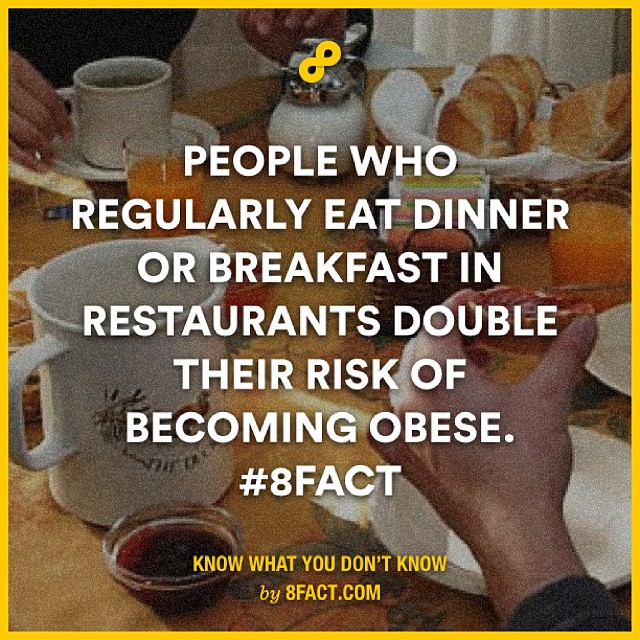 PEOPLE WHO
REGULARLY EAT DINNER
OR BREAKFAST IN
RESTAURANTS DOUBLE
THEIR RISK OF
BECOMING OBESE.
#8FACT
KNOW WHAT YOU DON'T KNOW
by 8FACT.COM